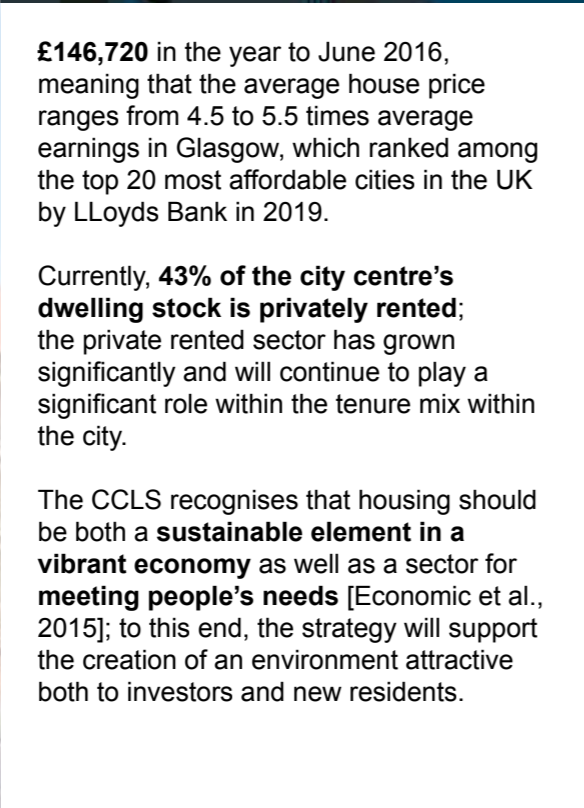 £146,720 in the year to June 2016,
meaning that the average house price
ranges from 4.5 to 5.5 times average
earnings in Glasgow, which ranked among
the top 20 most affordable cities in the UK
by LLoyds Bank in 2019.
Currently, 43% of the city centre’s
dwelling stock is privately rented;
the private rented sector has grown
significantly and will continue to play a
significant role within the tenure mix within
the city.
The CCLS recognises that housing should
be both a sustainable element in a
vibrant economy as well as a sector for
meeting people’s needs [Economic et al.,
2015]; to this end, the strategy will support
the creation of an environment attractive
both to investors and new residents.